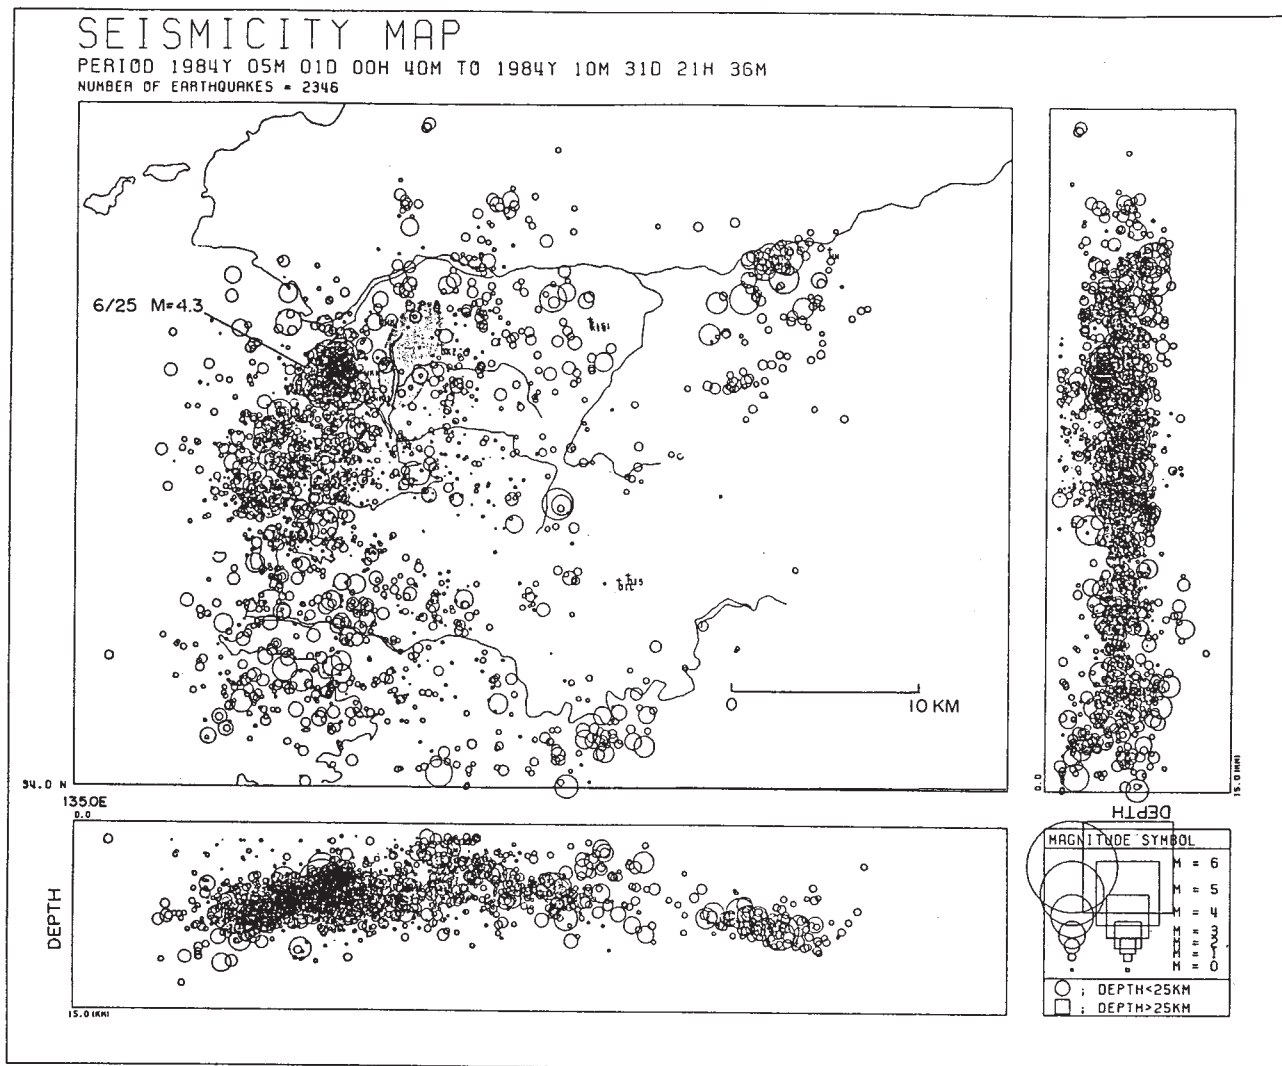 SEISMICITY MAP
PERIOD 1984Y 05M 01D 00H 40M TO 1984Y 10M 31D 21H 36M
NUMBER OF EARTHQUAKES = 2346
6/25 M=4.3
0 10 KM
34.0 N
135.0E
0.0
DEPTH
15.0(KM)
0.0
15.0(KM)
DEPTH
MAGNITUDE SYMBOL
M = 6
M = 5
M = 4
M = 3
M = 2
M = 1
M = 0
; DEPTH<25KM
; DEPTH>25KM